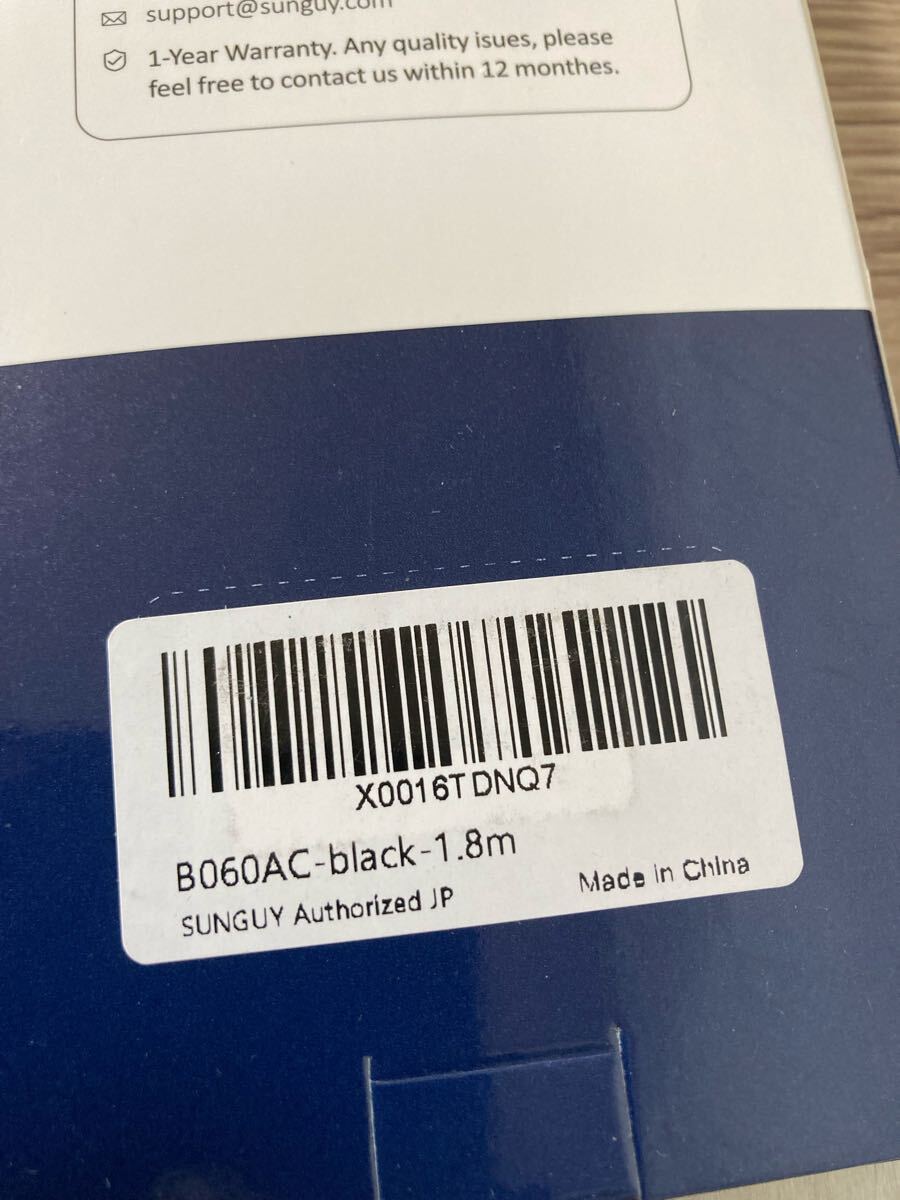 support@sunguy.com
1-Year Warranty. Any quality isues, please
feel free to contact us within 12 monthes.
X0016TDNQ7
B060AC-black-1.8m
SUNGUY Authorized JP
Made in China